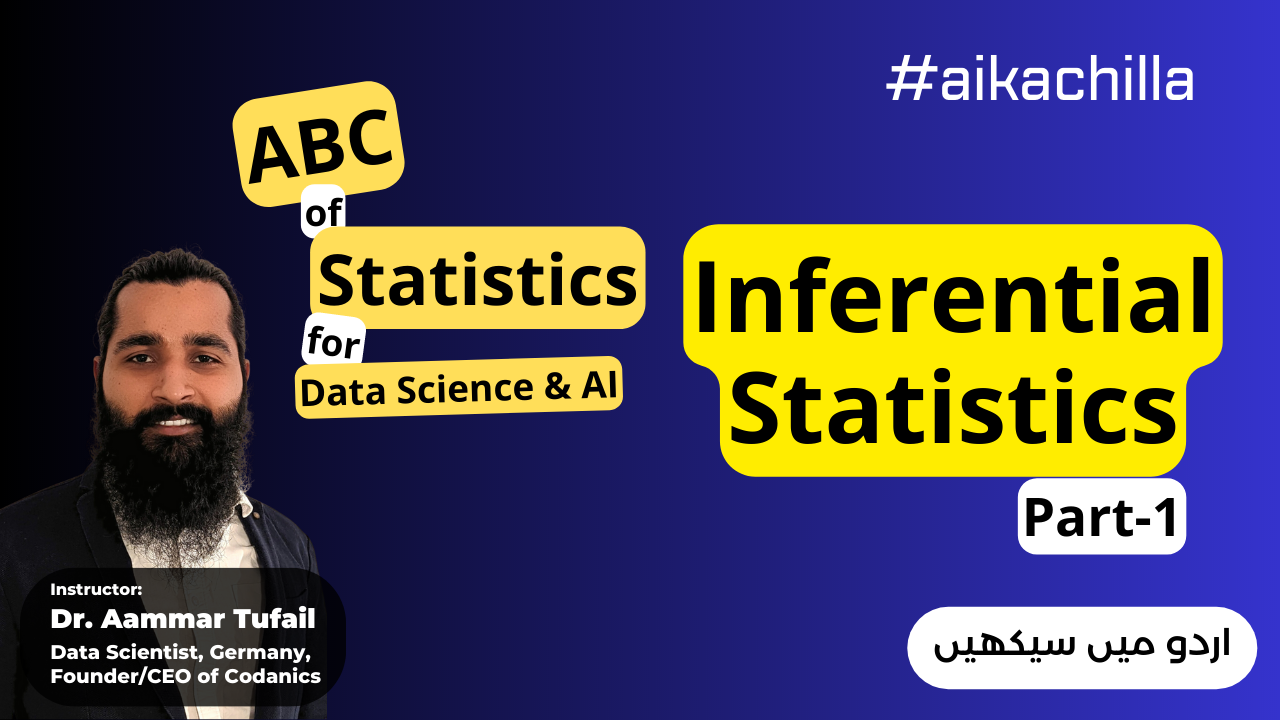 #aikachilla
ABC
of
Statistics
for
Data Science & AI
Inferential
Statistics
Part-1
Instructor:
Dr. Aammar Tufail
Data Scientist, Germany,
Founder/CEO of Codanics
اردو میں سیکھیں